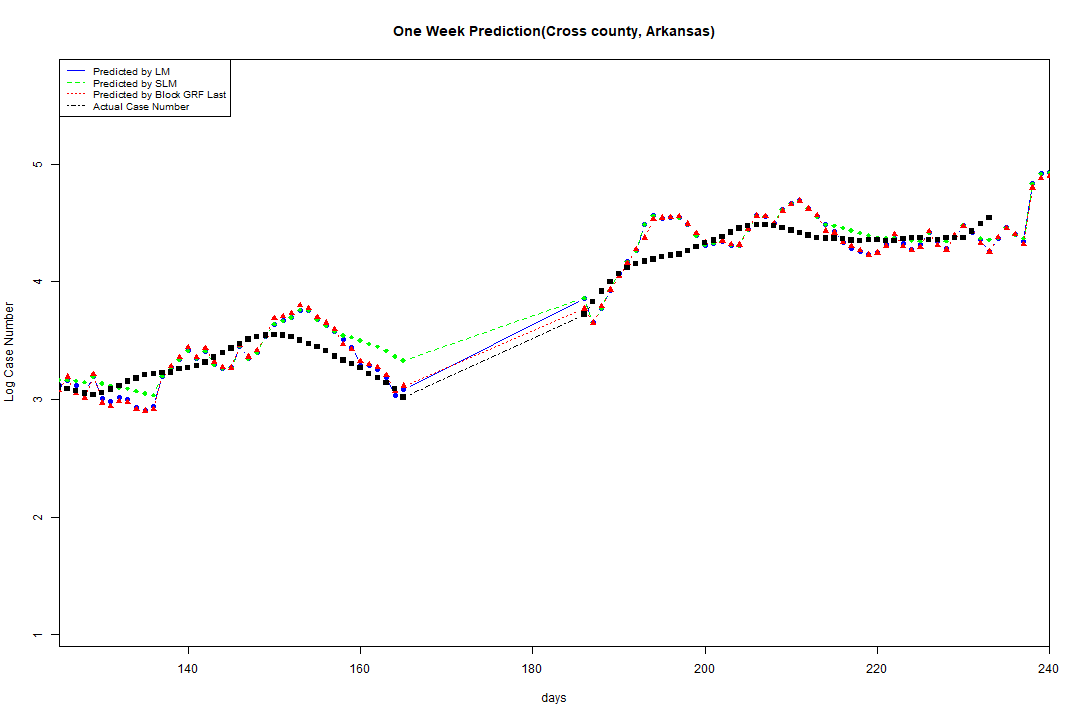 One Week Prediction(Cross county, Arkansas)
Predicted by LM
Predicted by SLM
Predicted by Block GRF Last
Actual Case Number
5
4
3
2
1
Log Case Number
140 160 180 200 220 240
days